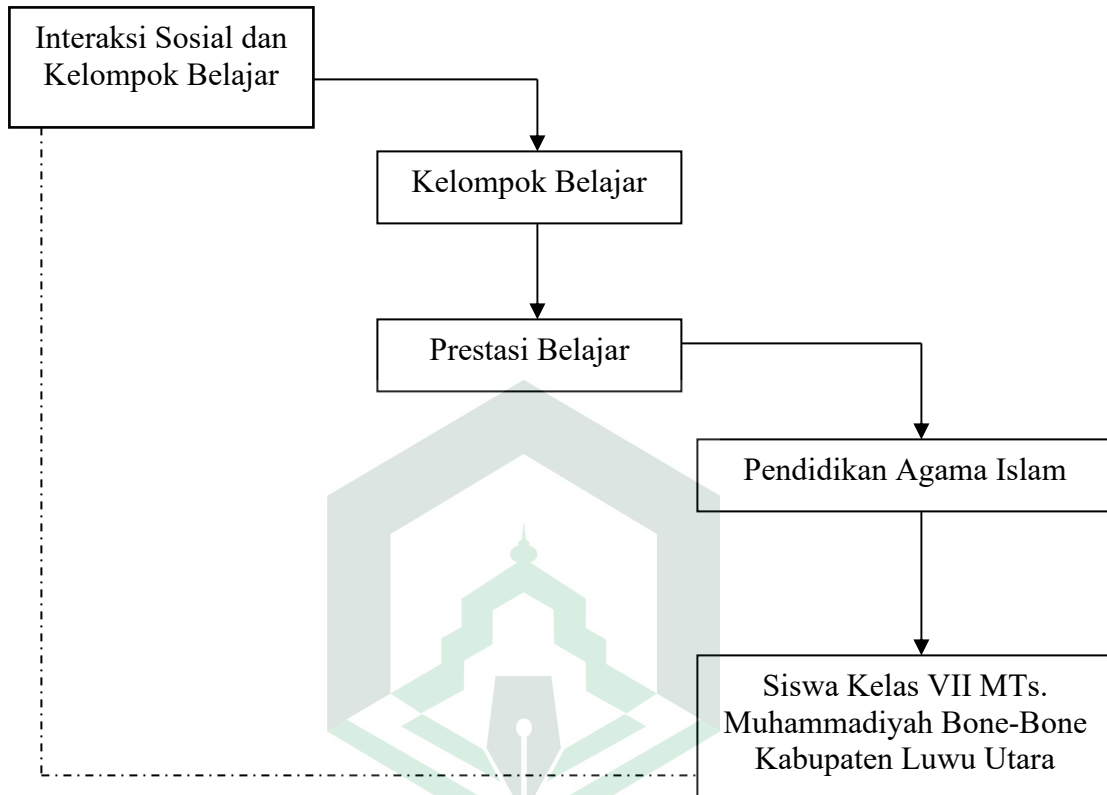 Interaksi Sosial dan
Kelompok Belajar
Kelompok Belajar
Prestasi Belajar
Pendidikan Agama Islam
Siswa Kelas VII MTs.
Muhammadiyah Bone-Bone
Kabupaten Luwu Utara